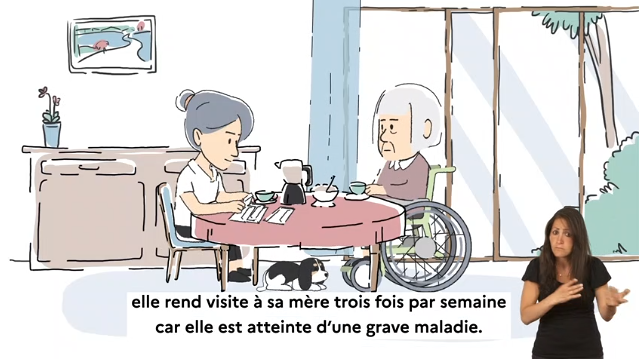 elle rend visite à sa mère trois fois par semaine
car elle est atteinte d’une grave maladie.